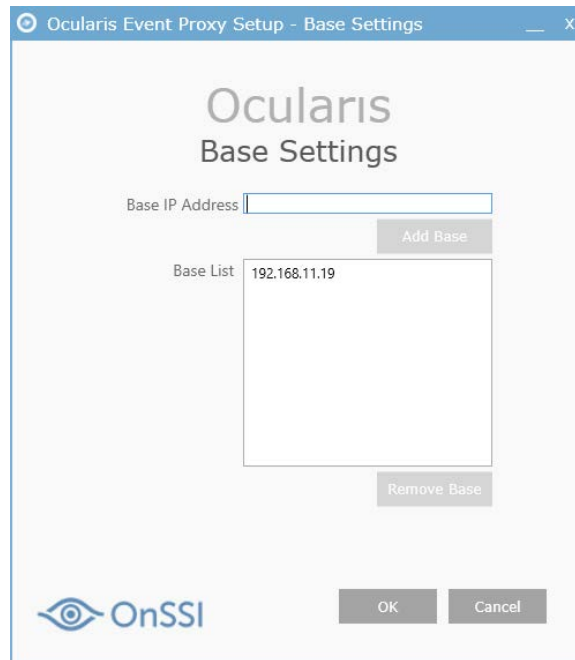 Ocularis Event Proxy Setup - Base Settings
Ocularis
Base Settings
Base IP Address
Add Base
Base List
192.168.11.19
Remove Base
OnSSI
OK
Cancel